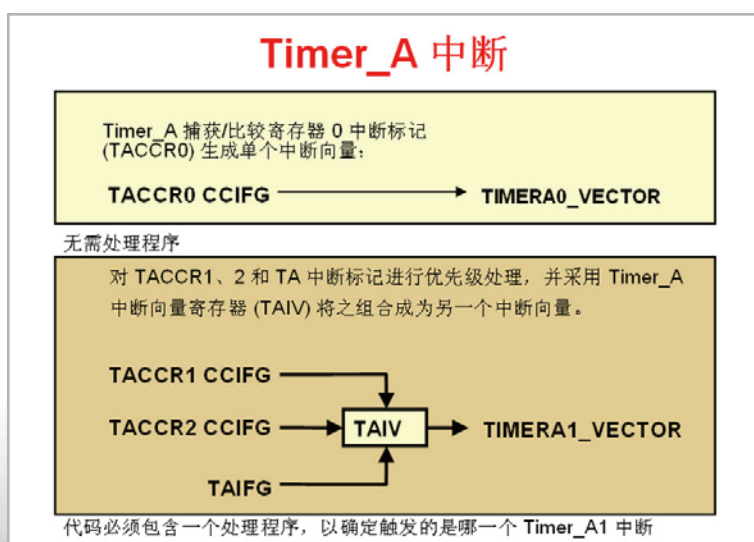 Timer_A 中断
Timer_A 捕获/比较寄存器 0 中断标记
(TACCR0) 生成单个中断向量：
TACCR0 CCIFG
TIMERA0_VECTOR
无需处理程序
对 TACCR1、2 和 TA 中断标记进行优先级处理，并采用 Timer_A
中断向量寄存器 (TAIV) 将之组合成为另一个中断向量。
TACCR1 CCIFG
TACCR2 CCIFG
TAIV
TIMERA1_VECTOR
TAIFG
代码必须包含一个处理程序，以确定触发的是哪一个 Timer_A1 中断